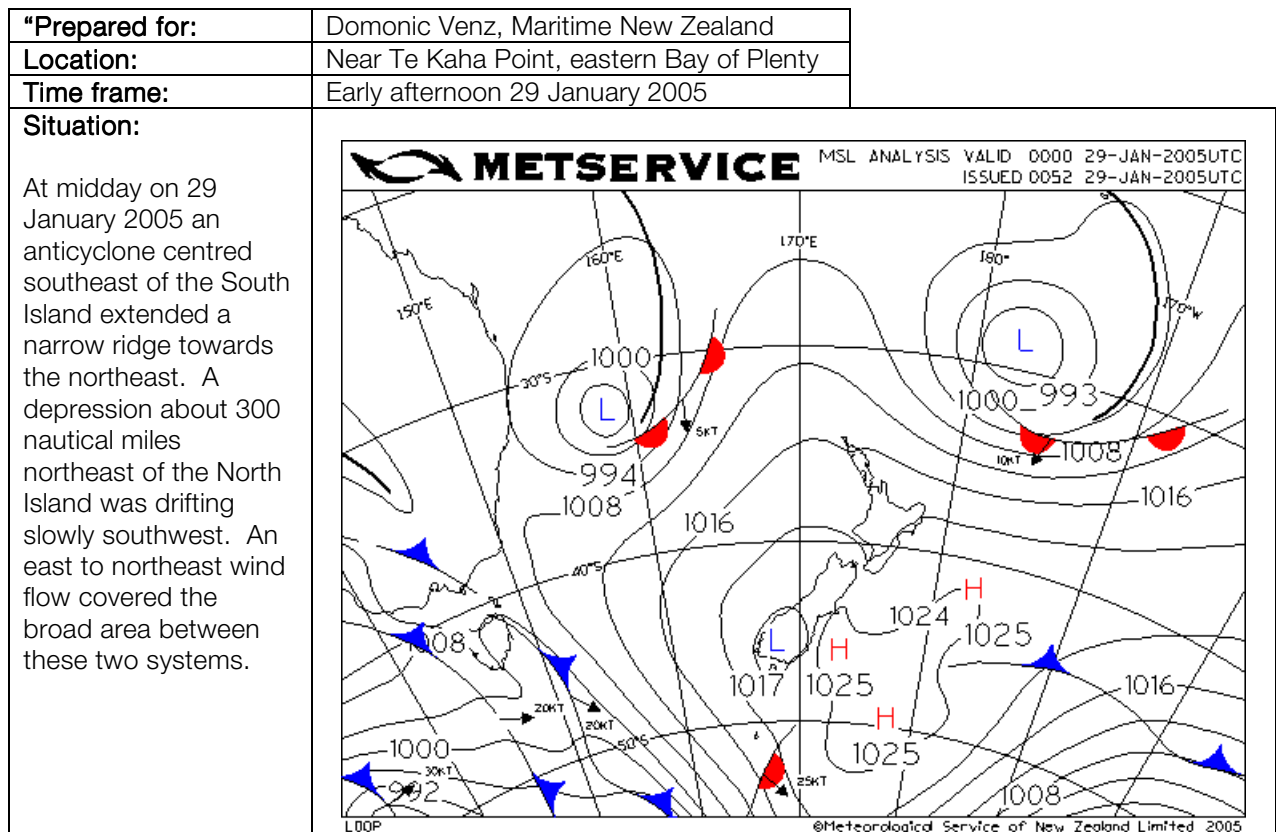 “Prepared for: Domonic Venz, Maritime New Zealand
Location: Near Te Kaha Point, eastern Bay of Plenty
Time frame: Early afternoon 29 January 2005
Situation:
At midday on 29
January 2005 an
anticyclone centred
southeast of the South
Island extended a
narrow ridge towards
the northeast. A
depression about 300
nautical miles
northeast of the North
Island was drifting
slowly southwest. An
east to northeast wind
flow covered the
broad area between
these two systems.
METSERVICE
MSL ANALYSIS VALID 0000 29-JAN-2005UTC
ISSUED 0052 29-JAN-2005UTC
170°E
160°E
180°
150°E
170°W
L
1000
30°S
L
1000
993
5KT
10KT
1008
994
1008
1016
1016
40°S
1024
H
1025
1008
L
H
1017
1025
1016
H
20KT
20KT
50°S
1025
1000
30KT
992
25KT
1008
LOOP
©Meteorological Service of New Zealand Limited 2005